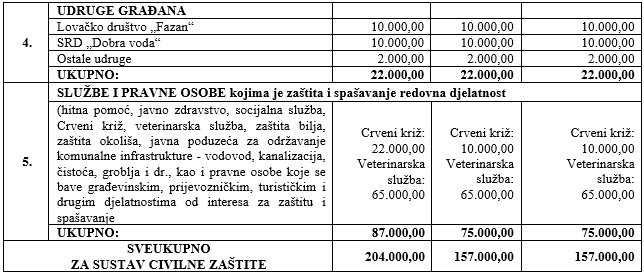 4.
UDRUGE GRAĐANA
Lovačko društvo „Fazan“ 10.000,00 10.000,00 10.000,00
SRD „Dobra voda“ 10.000,00 10.000,00 10.000,00
Ostale udruge 2.000,00 2.000,00 2.000,00
UKUPNO: 22.000,00 22.000,00 22.000,00
5.
SLUŽBE I PRAVNE OSOBE kojima je zaštita i spašavanje redovna djelatnost
(hitna pomoć, javno zdravstvo, socijalna služba,
Crveni križ, veterinarska služba, zaštita bilja,
zaštita okoliša, javna poduzeća za održavanje
komunalne infrastrukture - vodovod, kanalizacija,
čistoća, groblja i dr., kao i pravne osobe koje se
bave građevinskim, prijevozničkim, turističkim i
drugim djelatnostima od interesa za zaštitu i
spašavanje
Crveni križ:
22.000,00
Veterinarska
služba:
65.000,00
Crveni križ:
10.000,00
Veterinarska
služba:
65.000,00
Crveni križ:
10.000,00
Veterinarska
služba:
65.000,00
UKUPNO: 87.000,00 75.000,00 75.000,00
SVEUKUPNO
ZA SUSTAV CIVILNE ZAŠTITE
204.000,00 157.000,00 157.000,00